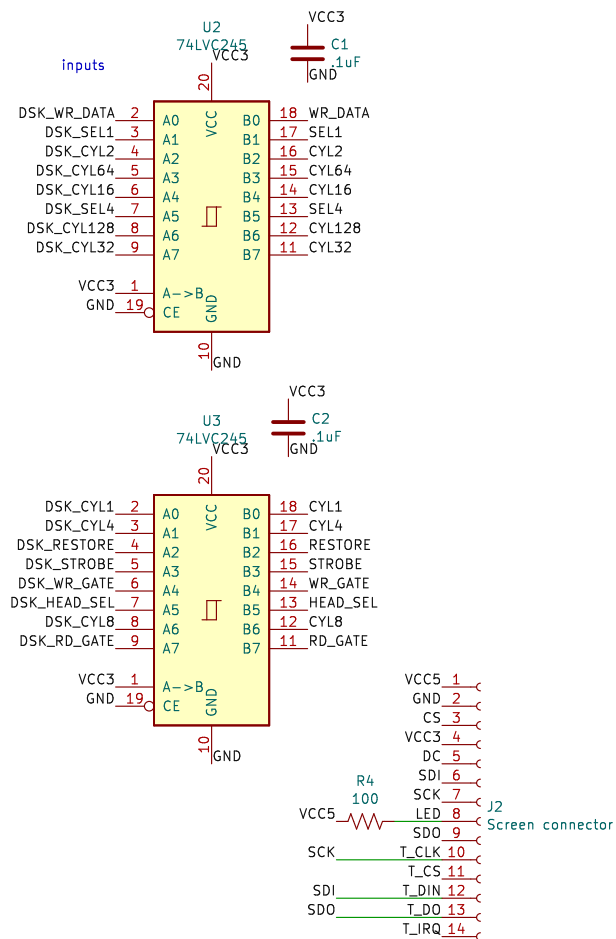 U2
74LVC245
VCC3
VCC3
C1
.1uF
GND
inputs
20
VCC
DSK_WR_DATA 2 A0 B0 18 WR_DATA
DSK_SEL1 3 A1 B1 17 SEL1
DSK_CYL2 4 A2 B2 16 CYL2
DSK_CYL64 5 A3 B3 15 CYL64
DSK_CYL16 6 A4 B4 14 CYL16
DSK_SEL4 7 A5 B5 13 SEL4
DSK_CYL128 8 A6 B6 12 CYL128
DSK_CYL32 9 A7 B7 11 CYL32
VCC3 1 A->B
GND 19 CE
GND
10
GND
U3
74LVC245
VCC3
VCC3
C2
.1uF
GND
20
VCC
DSK_CYL1 2 A0 B0 18 CYL1
DSK_CYL4 3 A1 B1 17 CYL4
DSK_RESTORE 4 A2 B2 16 RESTORE
DSK_STROBE 5 A3 B3 15 STROBE
DSK_WR_GATE 6 A4 B4 14 WR_GATE
DSK_HEAD_SEL 7 A5 B5 13 HEAD_SEL
DSK_CYL8 8 A6 B6 12 CYL8
DSK_RD_GATE 9 A7 B7 11 RD_GATE
VCC3 1 A->B
GND 19 CE
GND
10
GND
VCC5 1
GND 2
CS 3
VCC3 4
DC 5
SDI 6
SCK 7
R4
100
VCC5 LED 8
SDO 9
J2
Screen connector
SCK T_CLK 10
T_CS 11
SDI T_DIN 12
SDO T_DO 13
T_IRQ 14